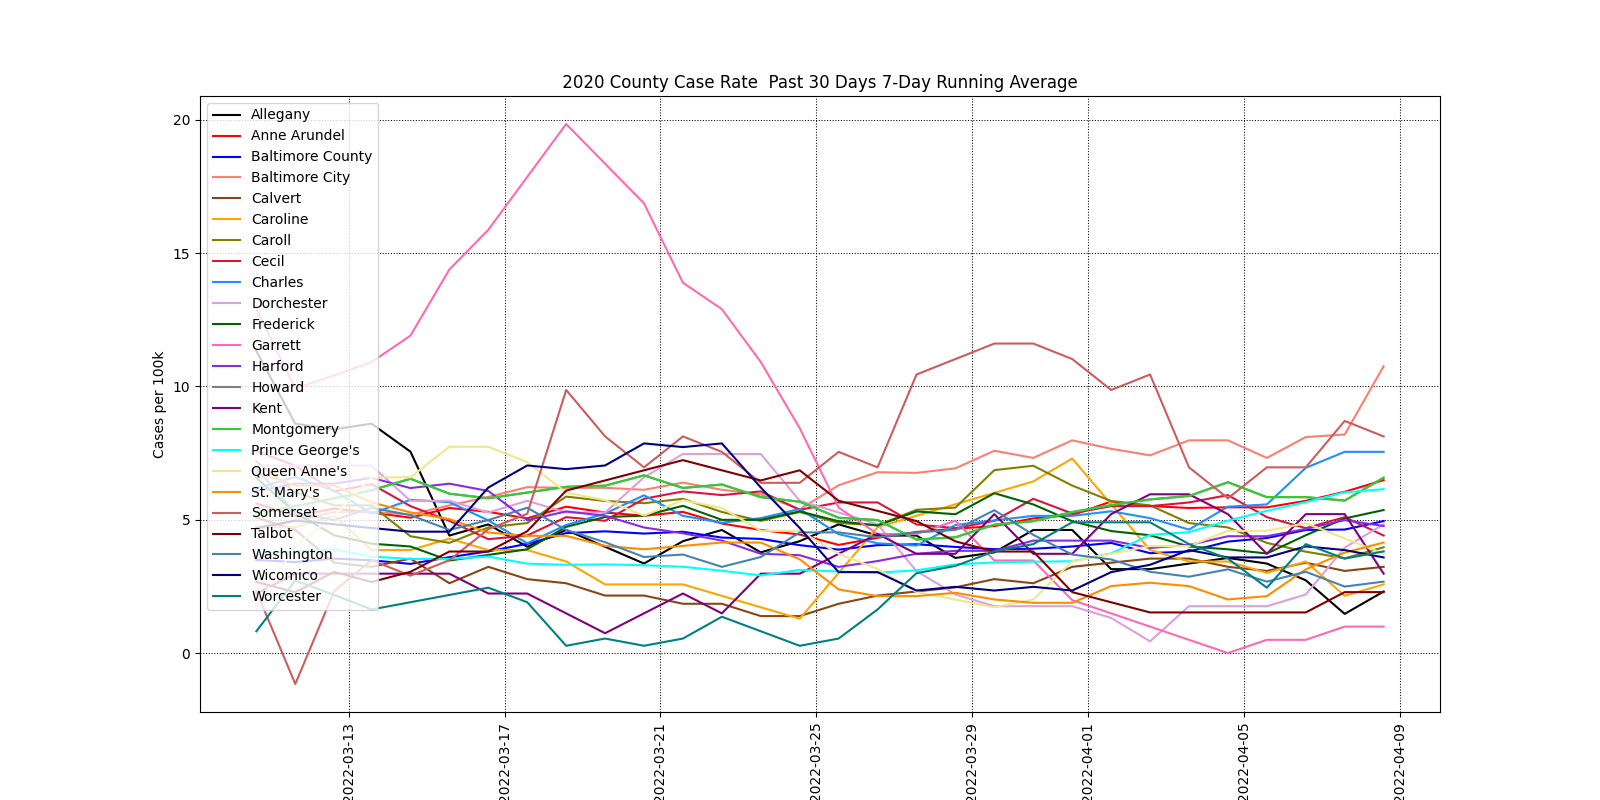 2020 County Case Rate  Past 30 Days 7-Day Running Average
Cases per 100k
20
15
10
5
0
Allegany
Anne Arundel
Baltimore County
Baltimore City
Calvert
Caroline
Caroll
Cecil
Charles
Dorchester
Frederick
Garrett
Harford
Howard
Kent
Montgomery
Prince George's
Queen Anne's
St. Mary's
Somerset
Talbot
Washington
Wicomico
Worcester
2022-03-13
2022-03-17
2022-03-21
2022-03-25
2022-03-29
2022-04-01
2022-04-05
2022-04-09